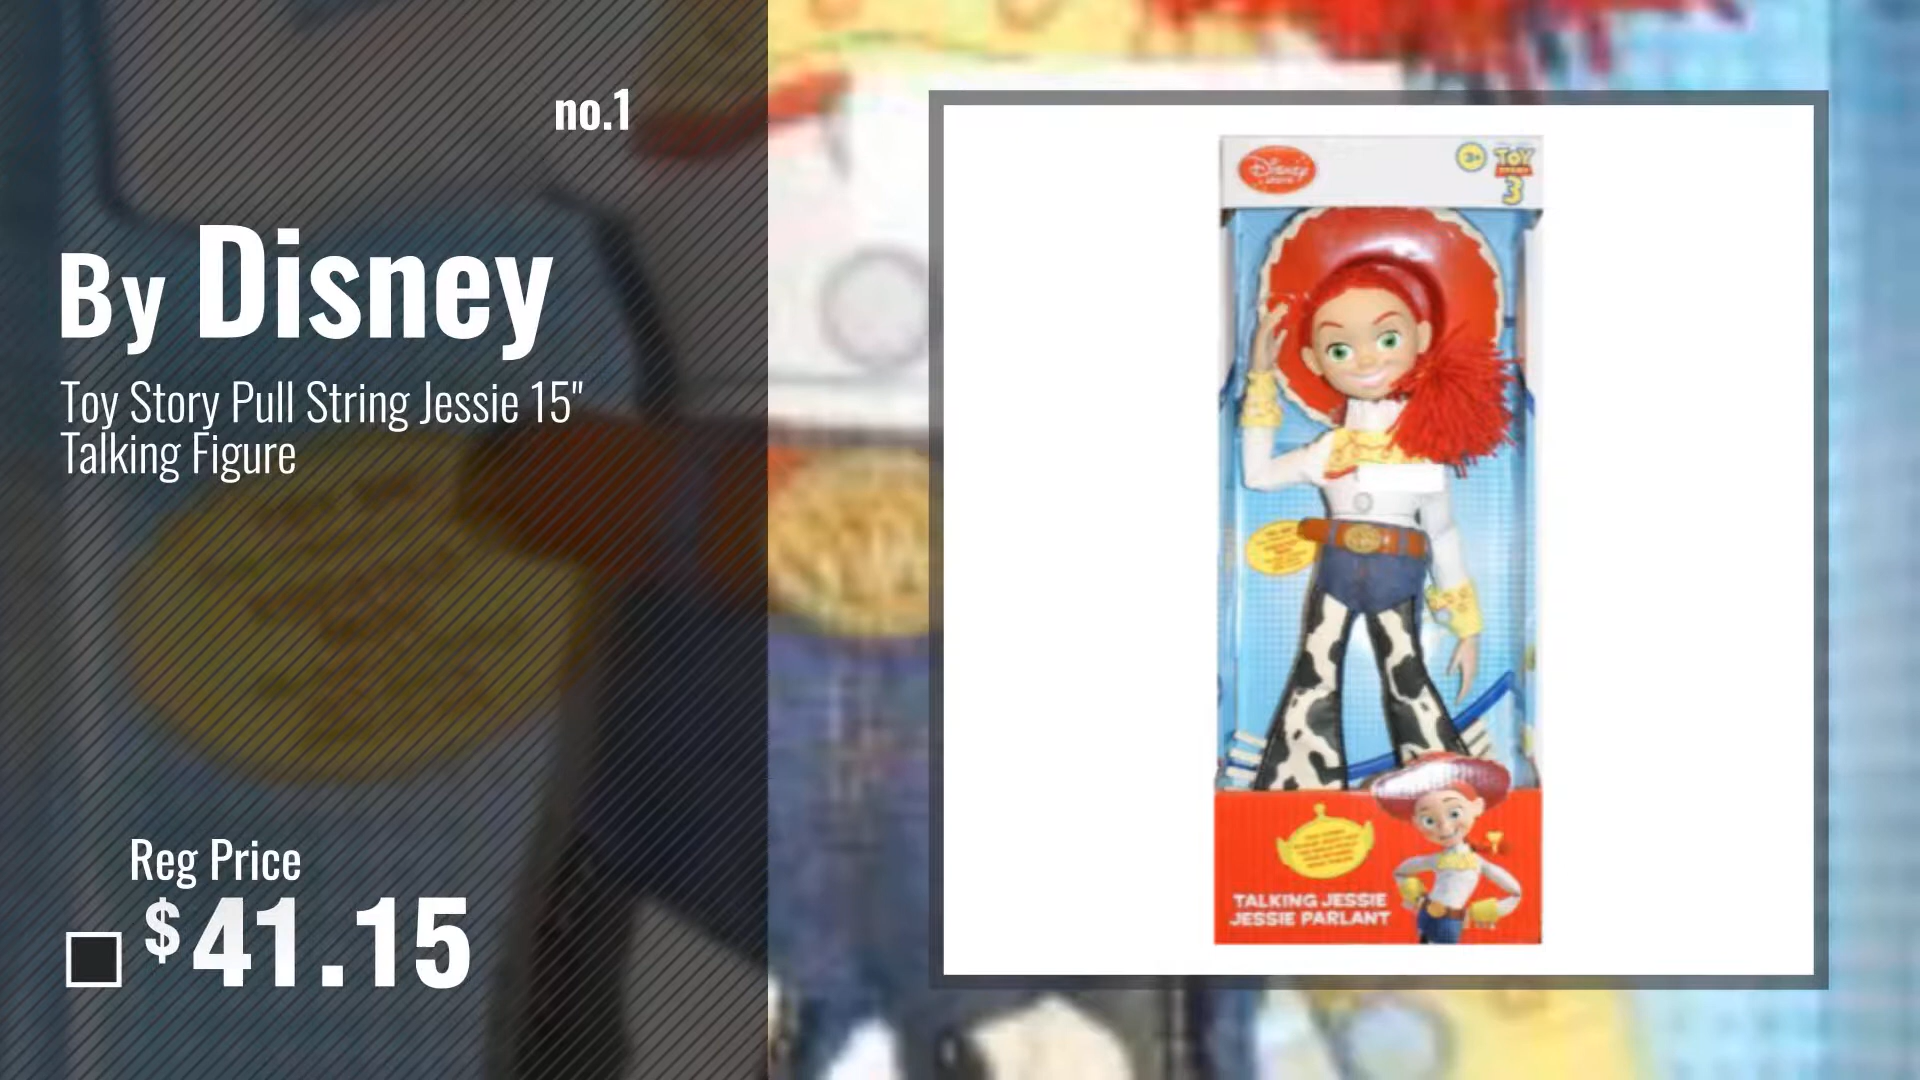 no.1
By Disney
Toy Story Pull String Jessie 15"
Talking Figure
Reg Price
$41.15
Disney
3+
TOY
STORY
3
TALKING JESSIE
JESSIE PARLANT